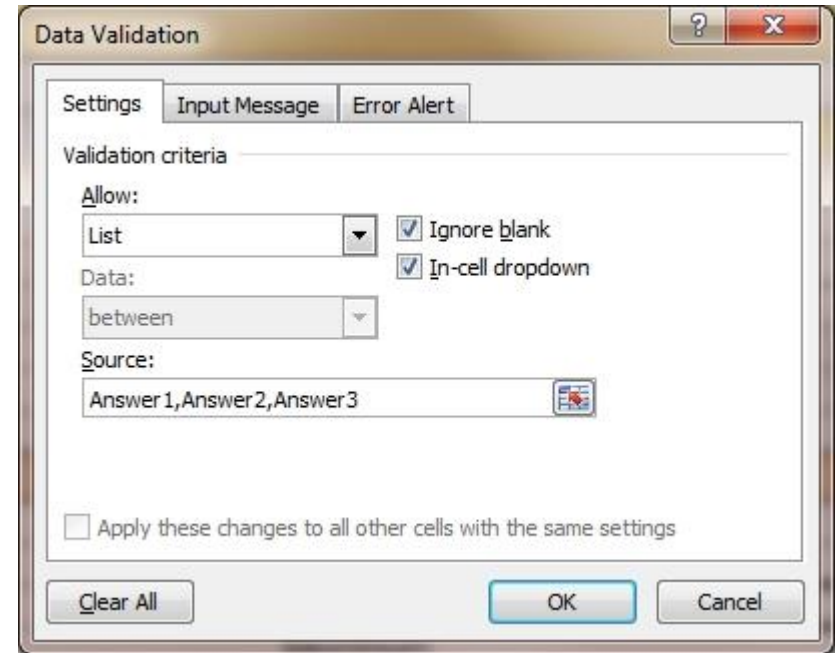 Data Validation
Settings Input Message Error Alert
Validation criteria
Allow:
List
Ignore blank
In-cell dropdown
Data:
between
Source:
Answer1,Answer2,Answer3
Apply these changes to all other cells with the same settings
Clear All OK Cancel